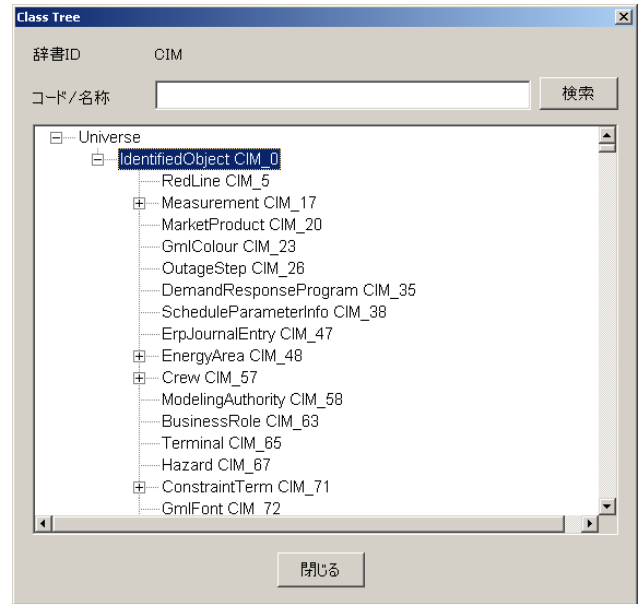 Class Tree
辞書ID CIM
コード/名称 検索
Universe
IdentifiedObject CIM_0
RedLine CIM_5
Measurement CIM_17
MarketProduct CIM_20
GmlColour CIM_23
OutageStep CIM_26
DemandResponseProgram CIM_35
ScheduleParameterInfo CIM_38
ErpJournalEntry CIM_47
EnergyArea CIM_48
Crew CIM_57
ModelingAuthority CIM_58
BusinessRole CIM_63
Terminal CIM_65
Hazard CIM_67
ConstraintTerm CIM_71
GmlFont CIM_72
閉じる